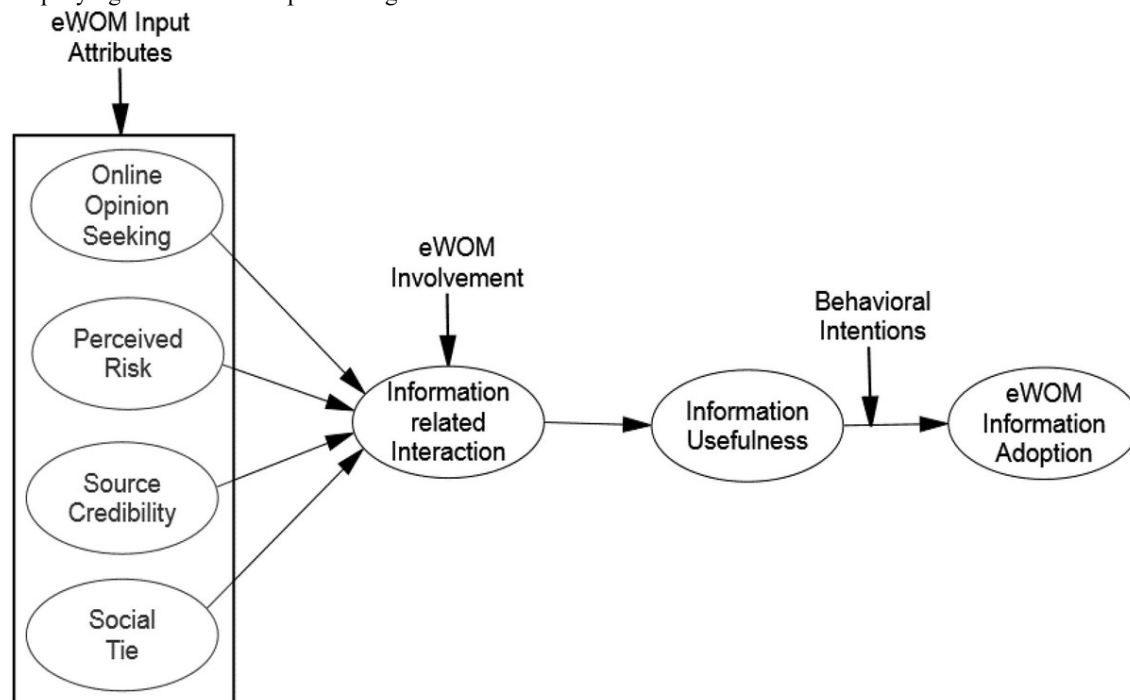 eWOM Input
Attributes
Online
Opinion
Seeking
Perceived
Risk
Source
Credibility
Social
Tie
eWOM
Involvement
Information
related
Interaction
Information
Usefulness
Behavioral
Intentions
eWOM
Information
Adoption